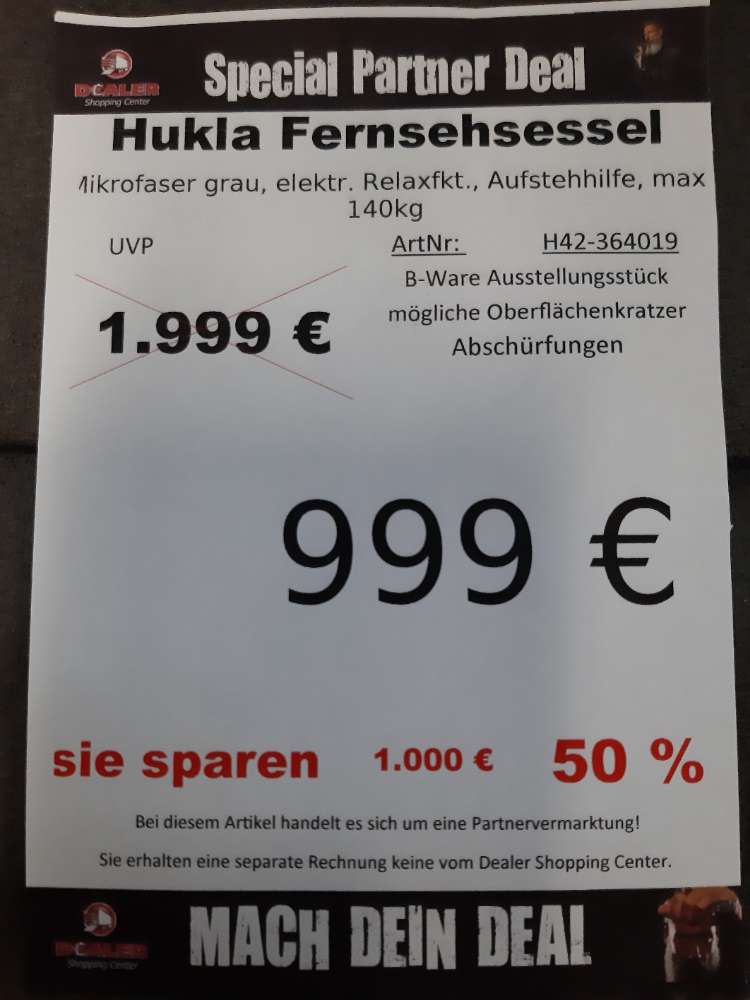 DEALER
Shopping Center
Special Partner Deal
Hukla Fernsehsessel
Mikrofaser grau, elektr. Relaxfkt., Aufstehhilfe, max
140kg
UVP
ArtNr: H42-364019
B-Ware Ausstellungsstück
1.999 €
mögliche Oberflächenkratzer
Abschürfungen
999 €
sie sparen 1.000 € 50 %
Bei diesem Artikel handelt es sich um eine Partnervermarktung!
Sie erhalten eine separate Rechnung keine vom Dealer Shopping Center.
DEALER
Shopping Center
MACH DEIN DEAL